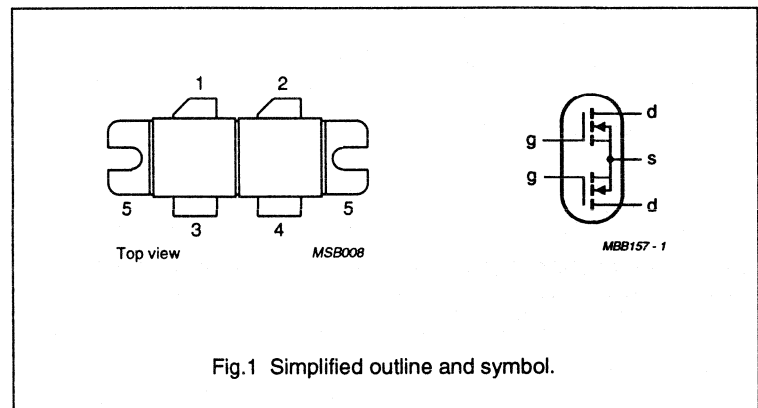 1 2
d
g
s
g
5 5
d
3 4
Top view MSB008
MBB157 - 1
Fig.1 Simplified outline and symbol.